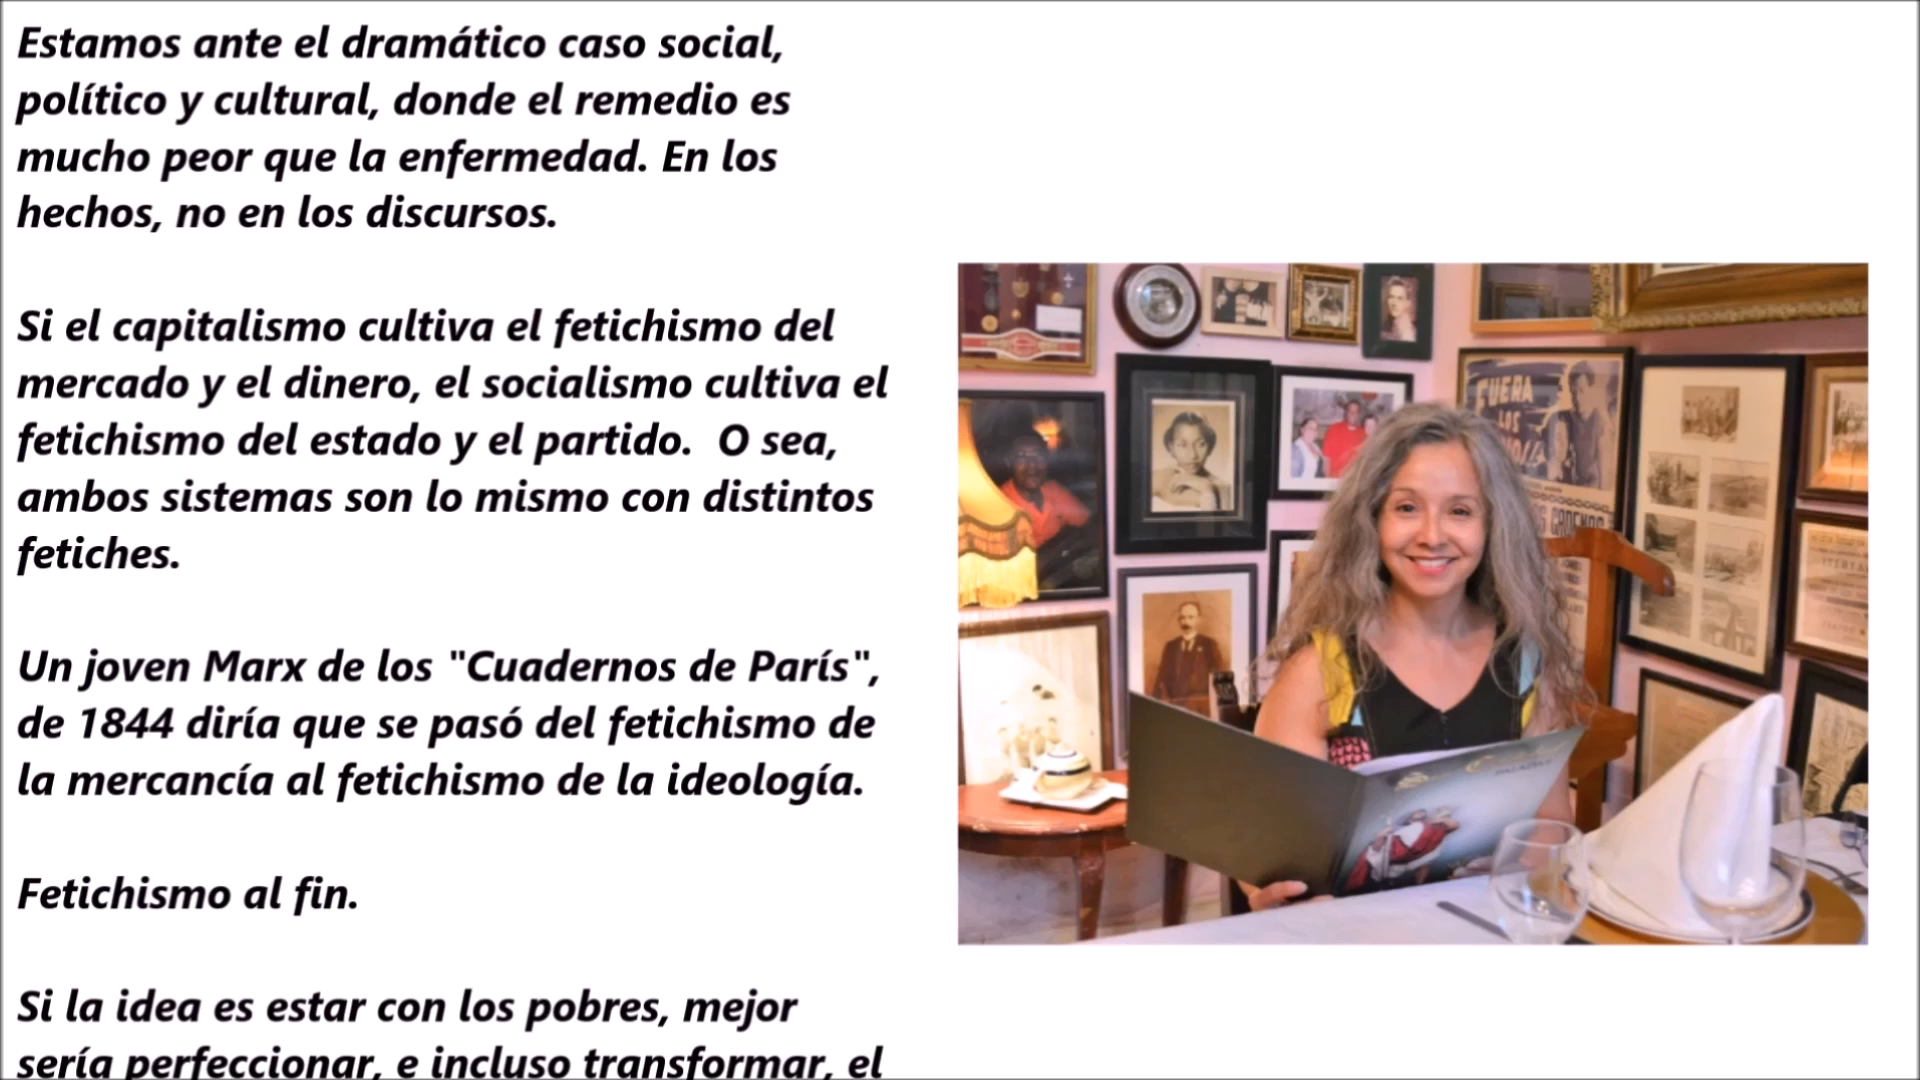 Estamos ante el dramático caso social,
político y cultural, donde el remedio es
mucho peor que la enfermedad. En los
hechos, no en los discursos.
Si el capitalismo cultiva el fetichismo del
mercado y el dinero, el socialismo cultiva el
fetichismo del estado y el partido.  O sea,
ambos sistemas son lo mismo con distintos
fetiches.
Un joven Marx de los "Cuadernos de París",
de 1844 diría que se pasó del fetichismo de
la mercancía al fetichismo de la ideología.
Fetichismo al fin.
Si la idea es estar con los pobres, mejor
sería perfeccionar, e incluso transformar, el
FUERA
LOS